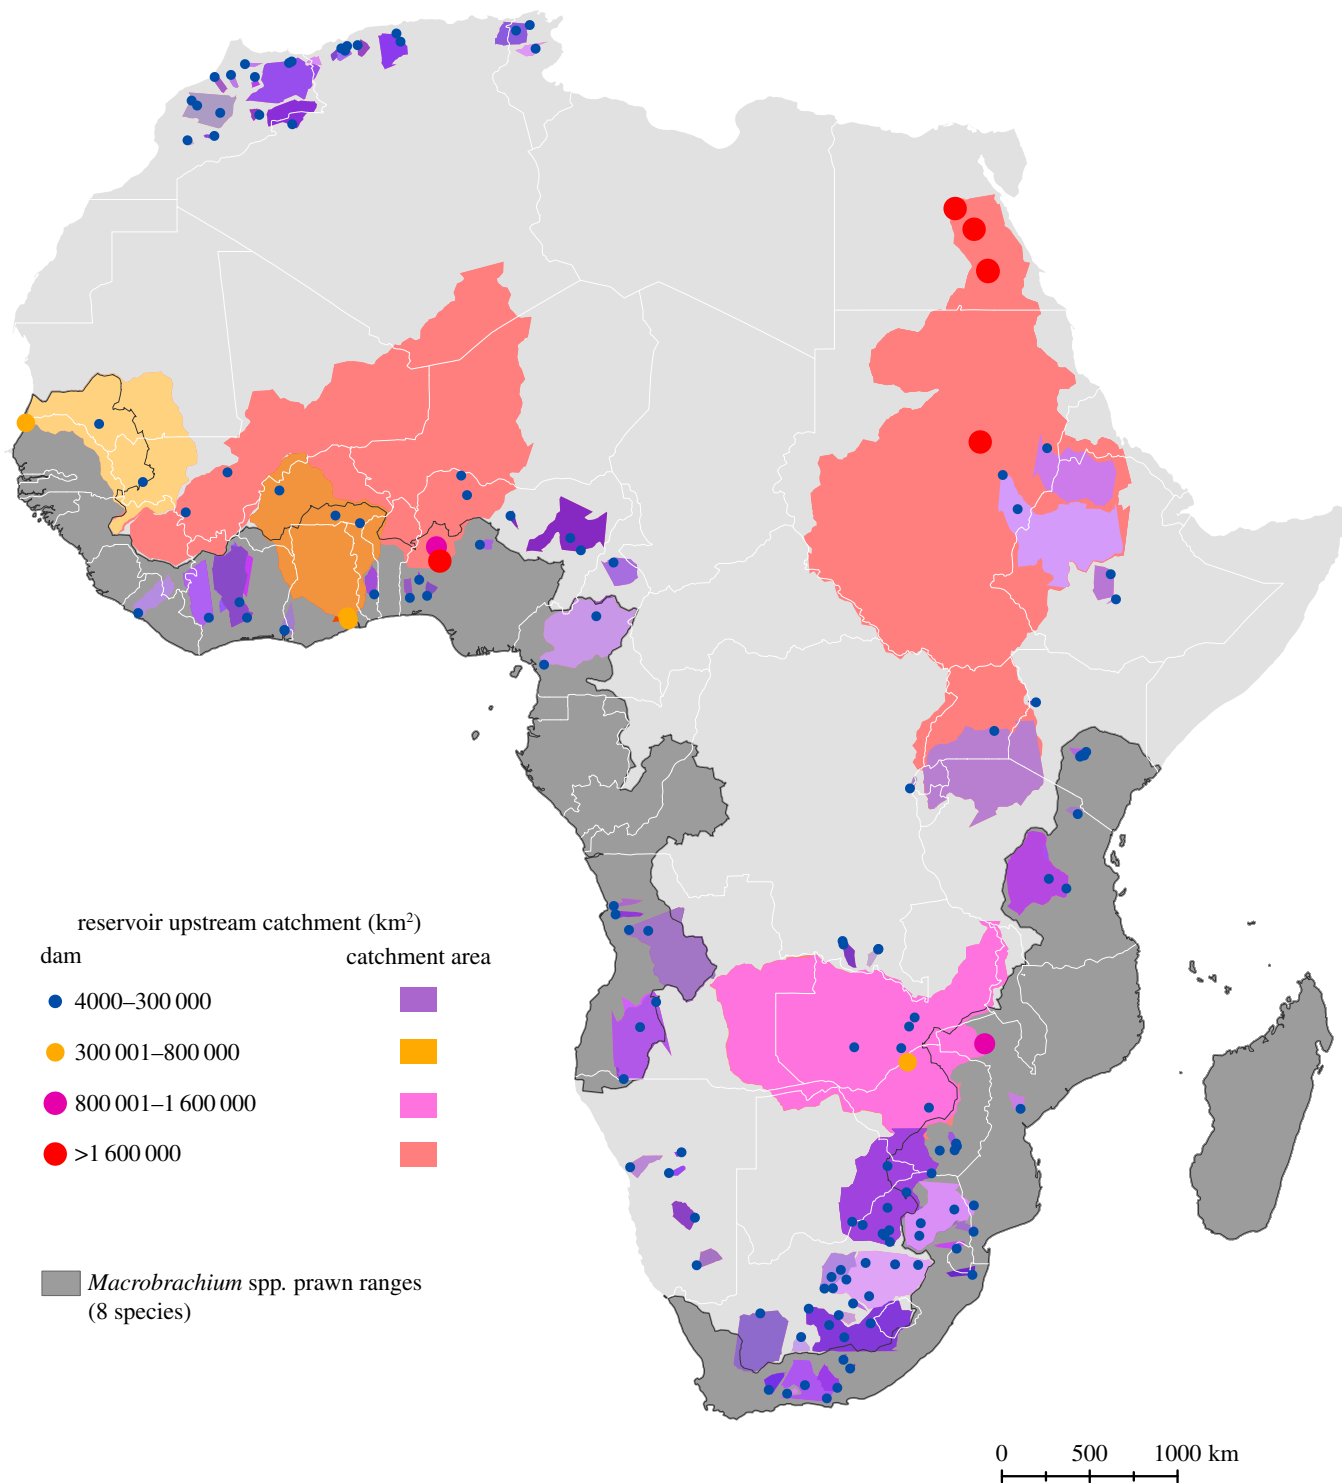 reservoir upstream catchment (km²)
dam catchment area
4000–300 000
300 001–800 000
800 001–1 600 000
>1 600 000
Macrobrachium spp. prawn ranges
(8 species)
0 500 1000 km